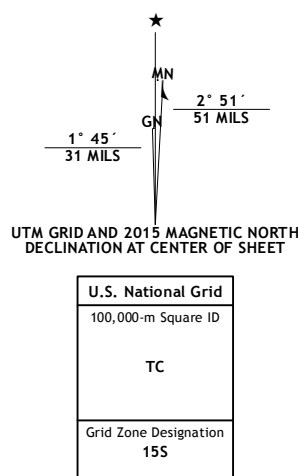 ★
MN
GN
2° 51´
51 MILS
1° 45´
31 MILS
UTM GRID AND 2015 MAGNETIC NORTH
DECLINATION AT CENTER OF SHEET
U.S. National Grid
100,000-m Square ID
TC
Grid Zone Designation
15S